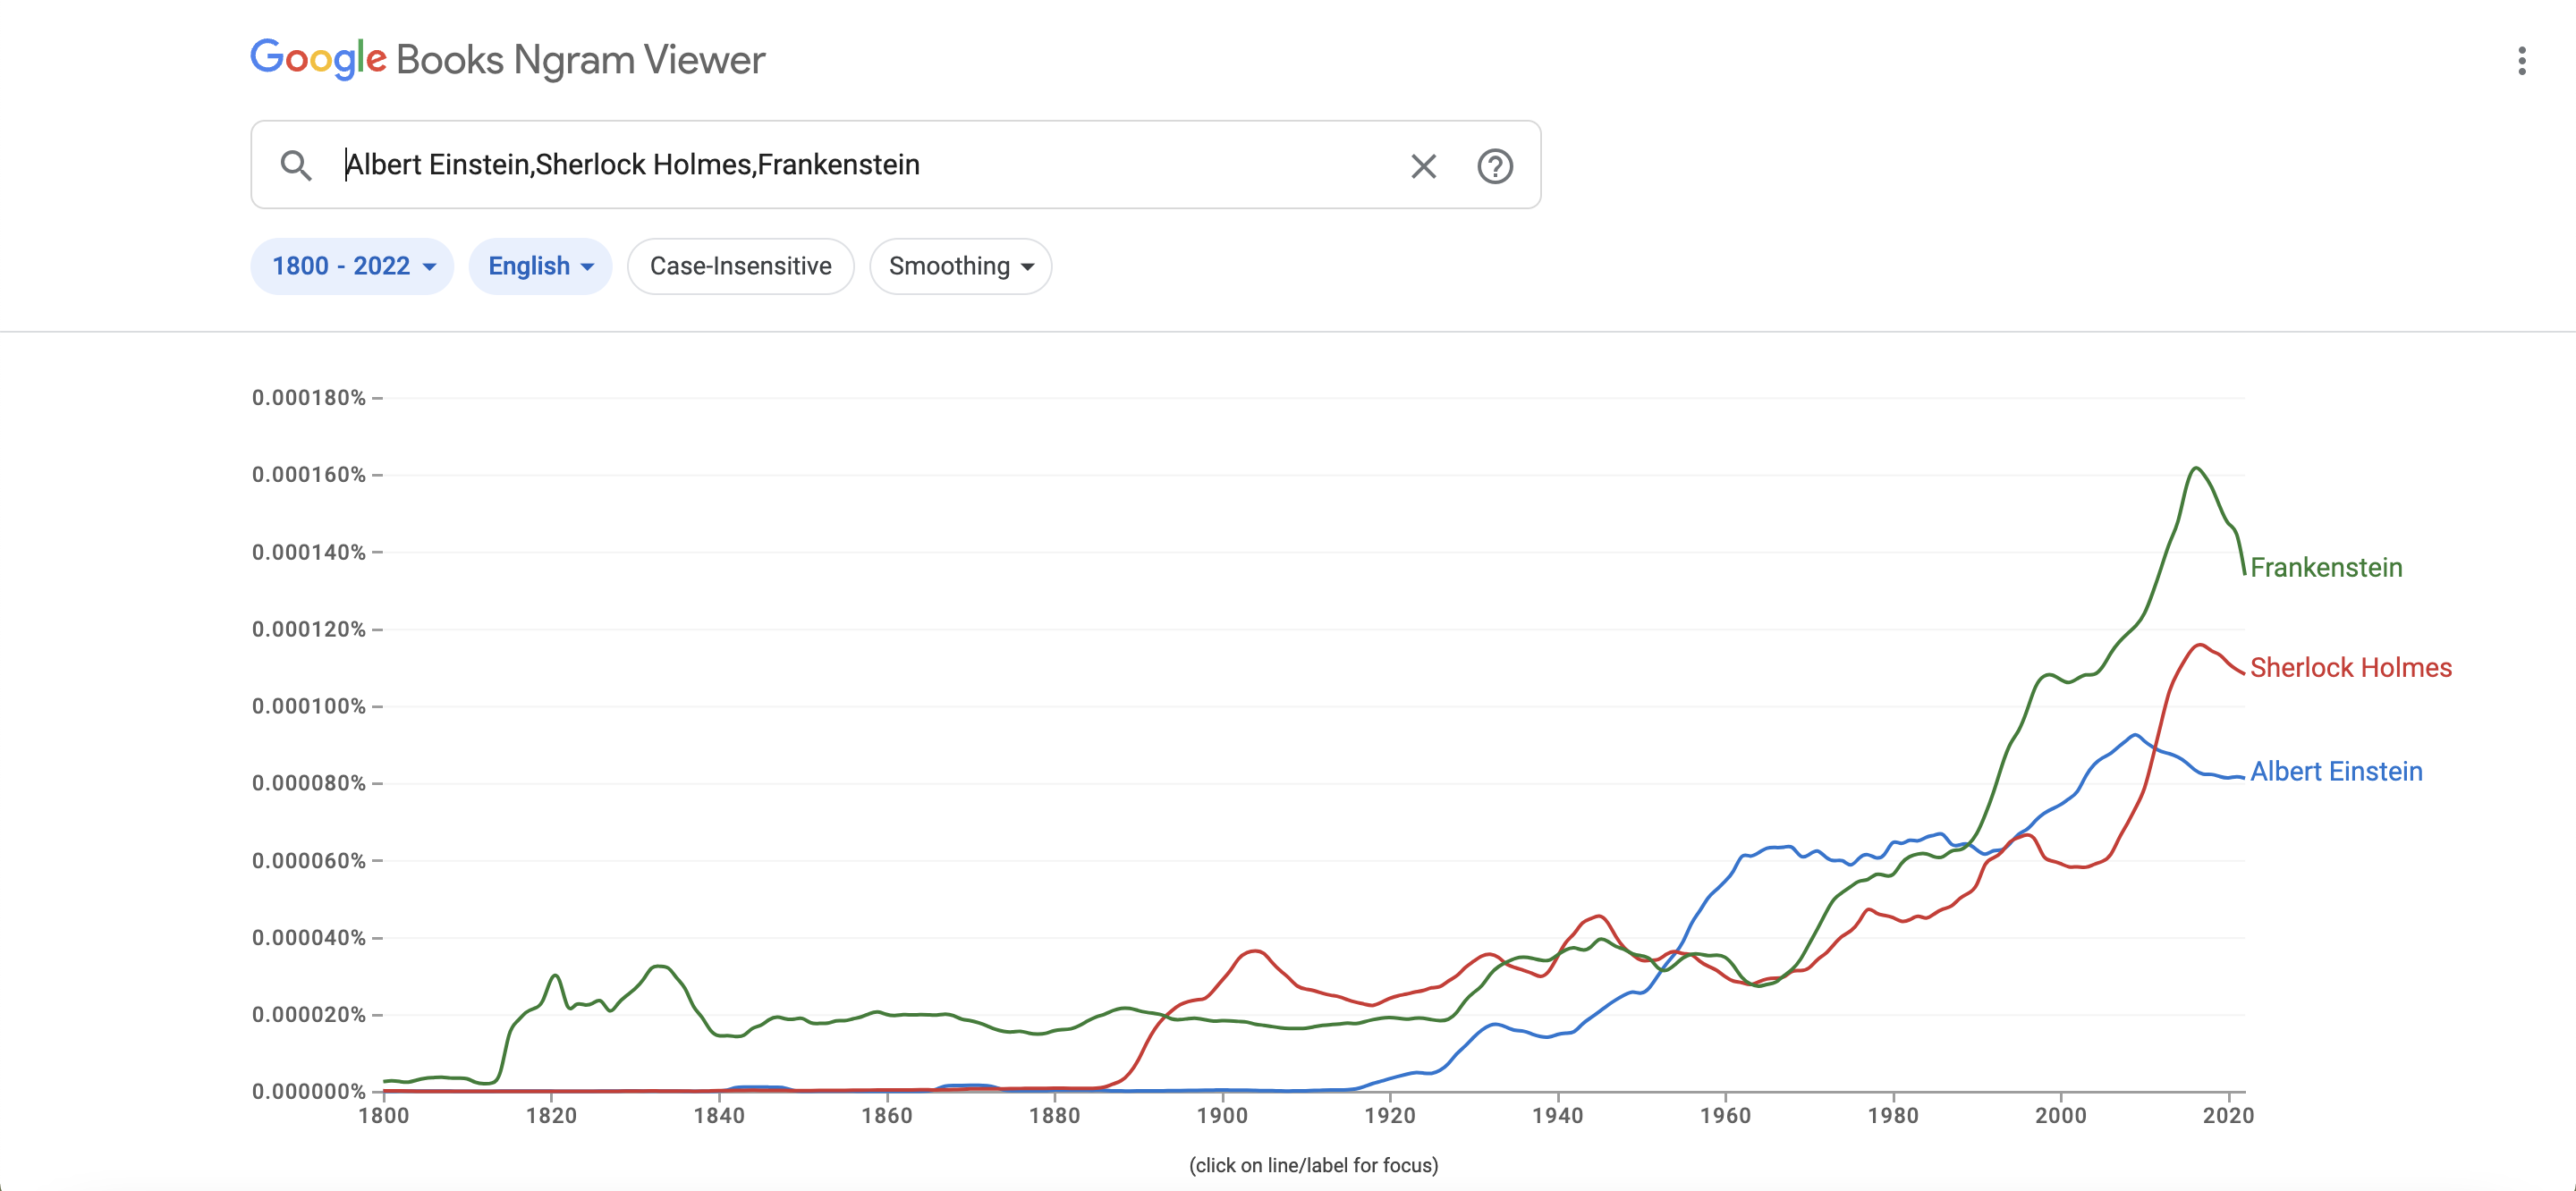 Google Books Ngram Viewer
Albert Einstein,Sherlock Holmes,Frankenstein
1800 - 2022 English Case-Insensitive Smoothing
0.000180%
0.000160%
0.000140%
0.000120%
0.000100%
0.000080%
0.000060%
0.000040%
0.000020%
0.000000%
Frankenstein
Sherlock Holmes
Albert Einstein
1800 1820 1840 1860 1880 1900 1920 1940 1960 1980 2000 2020
(click on line/label for focus)